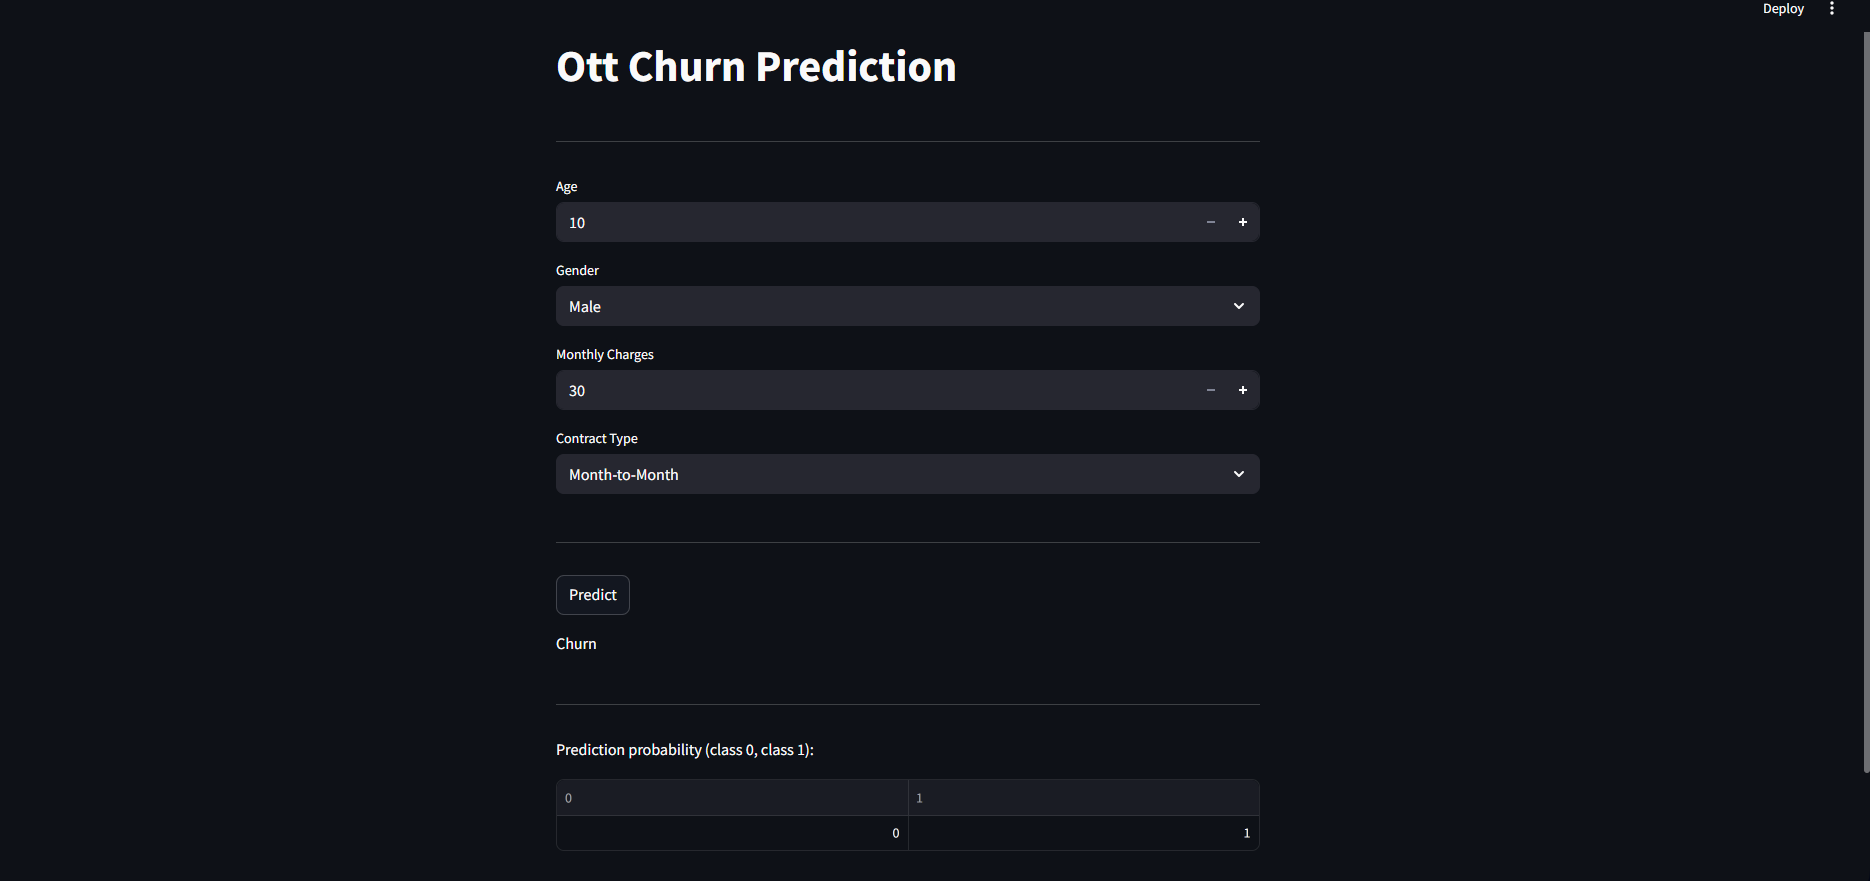 Deploy
Ott Churn Prediction
Age
10
Gender
Male
Monthly Charges
30
Contract Type
Month-to-Month
Predict
Churn
Prediction probability (class 0, class 1):
0 1
0 1